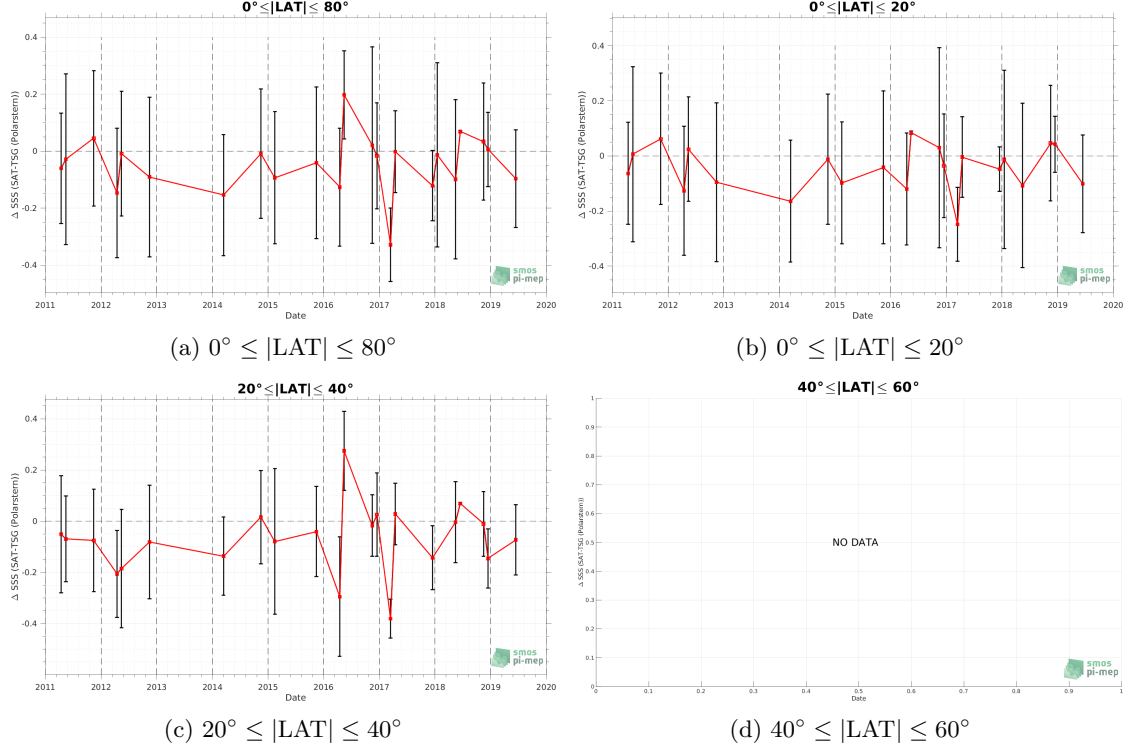 0°≤|LAT|≤ 80°
0.4
0.2
0
-0.2
-0.4
Δ SSS (SAT-TSG (Polarstern))
smos
pi-mep
2011 2012 2013 2014 2015 2016 2017 2018 2019 2020
Date
(a) 0° ≤ |LAT| ≤ 80°
0°≤|LAT|≤ 20°
0.4
0.2
0
-0.2
-0.4
Δ SSS (SAT-TSG (Polarstern))
smos
pi-mep
2011 2012 2013 2014 2015 2016 2017 2018 2019 2020
Date
(b) 0° ≤ |LAT| ≤ 20°
20°≤|LAT|≤ 40°
0.4
0.2
0
-0.2
-0.4
Δ SSS (SAT-TSG (Polarstern))
smos
pi-mep
2011 2012 2013 2014 2015 2016 2017 2018 2019 2020
Date
(c) 20° ≤ |LAT| ≤ 40°
40°≤|LAT|≤ 60°
1
0.9
0.8
0.7
0.6
0.5
0.4
0.3
0.2
0.1
0
Δ SSS (SAT-TSG (Polarstern))
NO DATA
smos
pi-mep
0 0.1 0.2 0.3 0.4 0.5 0.6 0.7 0.8 0.9 1
Date
(d) 40° ≤ |LAT| ≤ 60°